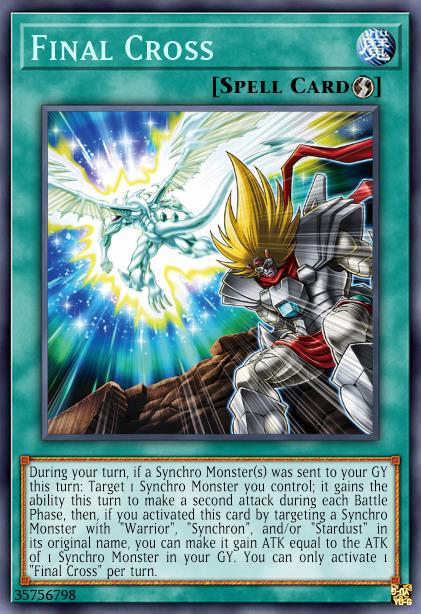 Final Cross
魔
[Spell Card]
During your turn, if a Synchro Monster(s) was sent to your GY
this turn: Target 1 Synchro Monster you control; it gains the
ability this turn to make a second attack during each Battle
Phase, then, if you activated this card by targeting a Synchro
Monster with "Warrior", "Synchron", and/or "Stardust" in
its original name, you can make it gain ATK equal to the ATK
of 1 Synchro Monster in your GY. You can only activate 1
"Final Cross" per turn.
35756798